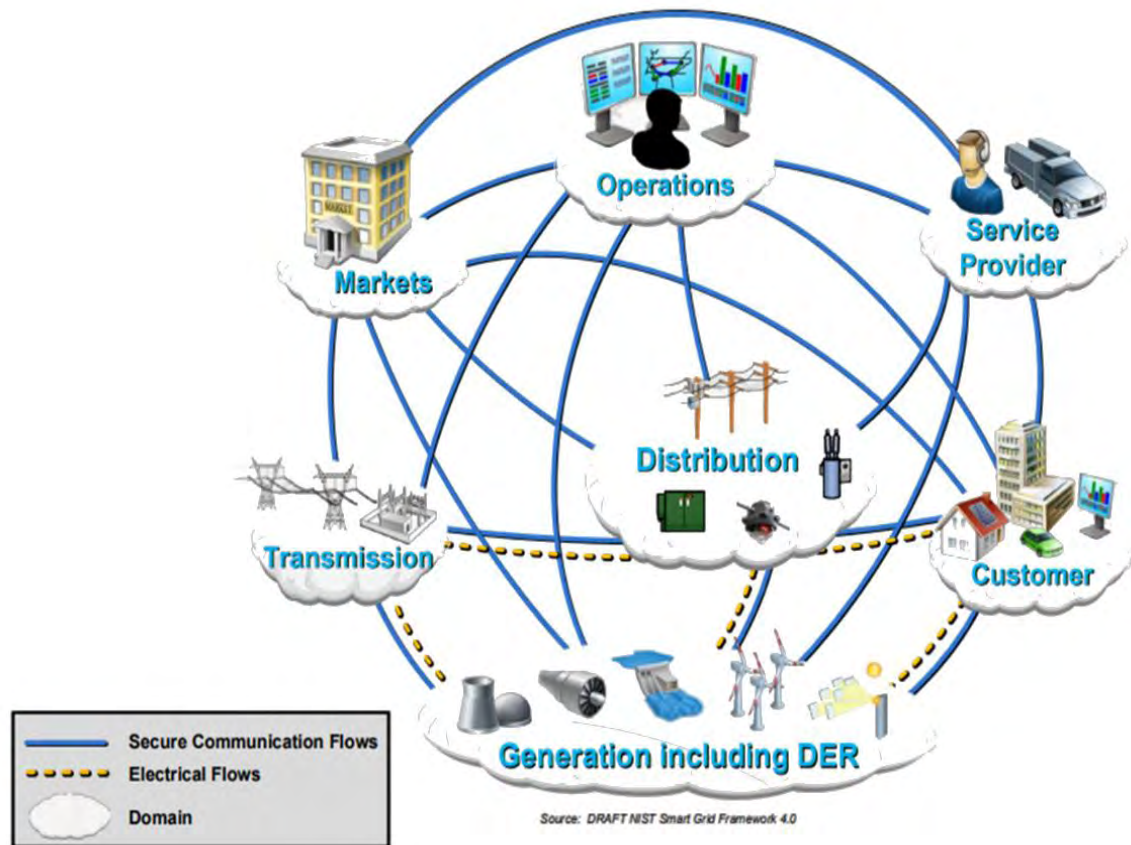 Operations
MARKET
Markets
Service
Provider
Distribution
Transmission
Customer
Generation including DER
Secure Communication Flows
Electrical Flows
Domain
Source: DRAFT NIST Smart Grid Framework 4.0